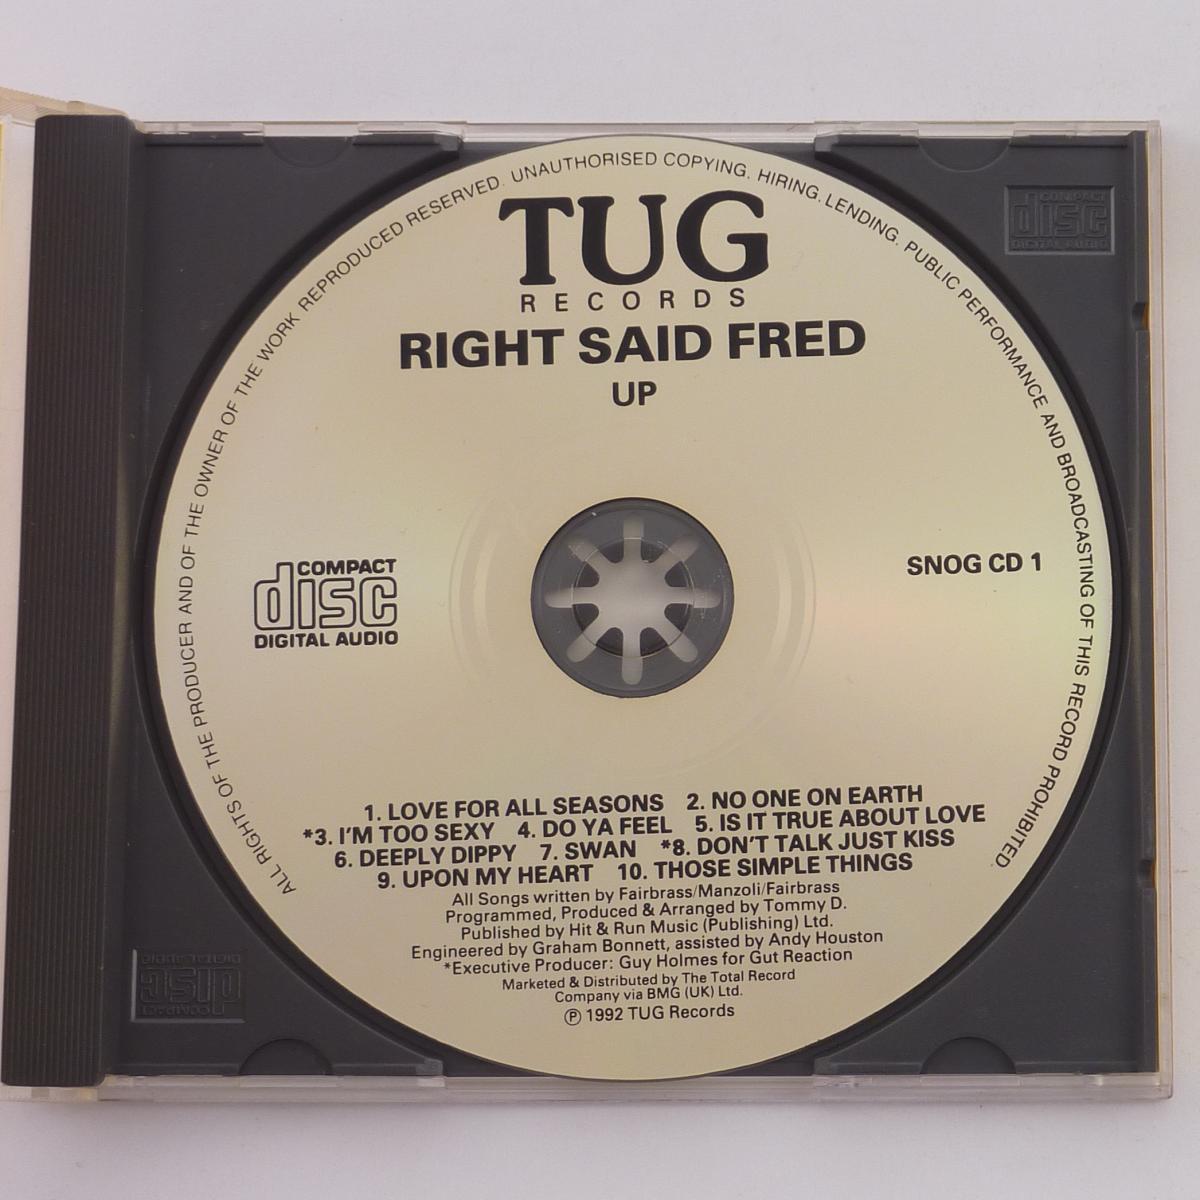 ALL RIGHTS OF THE PRODUCER AND OF THE OWNER OF THE WORK REPRODUCED RESERVED. UNAUTHORISED COPYING, HIRING, LENDING, PUBLIC PERFORMANCE AND BROADCASTING OF THIS RECORD PROHIBITED.
TUG
RECORDS
RIGHT SAID FRED
UP
COMPACT
disc
DIGITAL AUDIO
SNOG CD 1
1. LOVE FOR ALL SEASONS 2. NO ONE ON EARTH
*3. I'M TOO SEXY 4. DO YA FEEL 5. IS IT TRUE ABOUT LOVE
6. DEEPLY DIPPY 7. SWAN *8. DON'T TALK JUST KISS
9. UPON MY HEART 10. THOSE SIMPLE THINGS
All Songs written by Fairbrass/Manzoli/Fairbrass
Programmed, Produced & Arranged by Tommy D.
Published by Hit & Run Music (Publishing) Ltd.
Engineered by Graham Bonnett, assisted by Andy Houston
*Executive Producer: Guy Holmes for Gut Reaction
Marketed & Distributed by The Total Record
Company via BMG (UK) Ltd.
℗ 1992 TUG Records
COMPACT
disc
DIGITAL AUDIO
COMPACT
disc
DIGITAL AUDIO